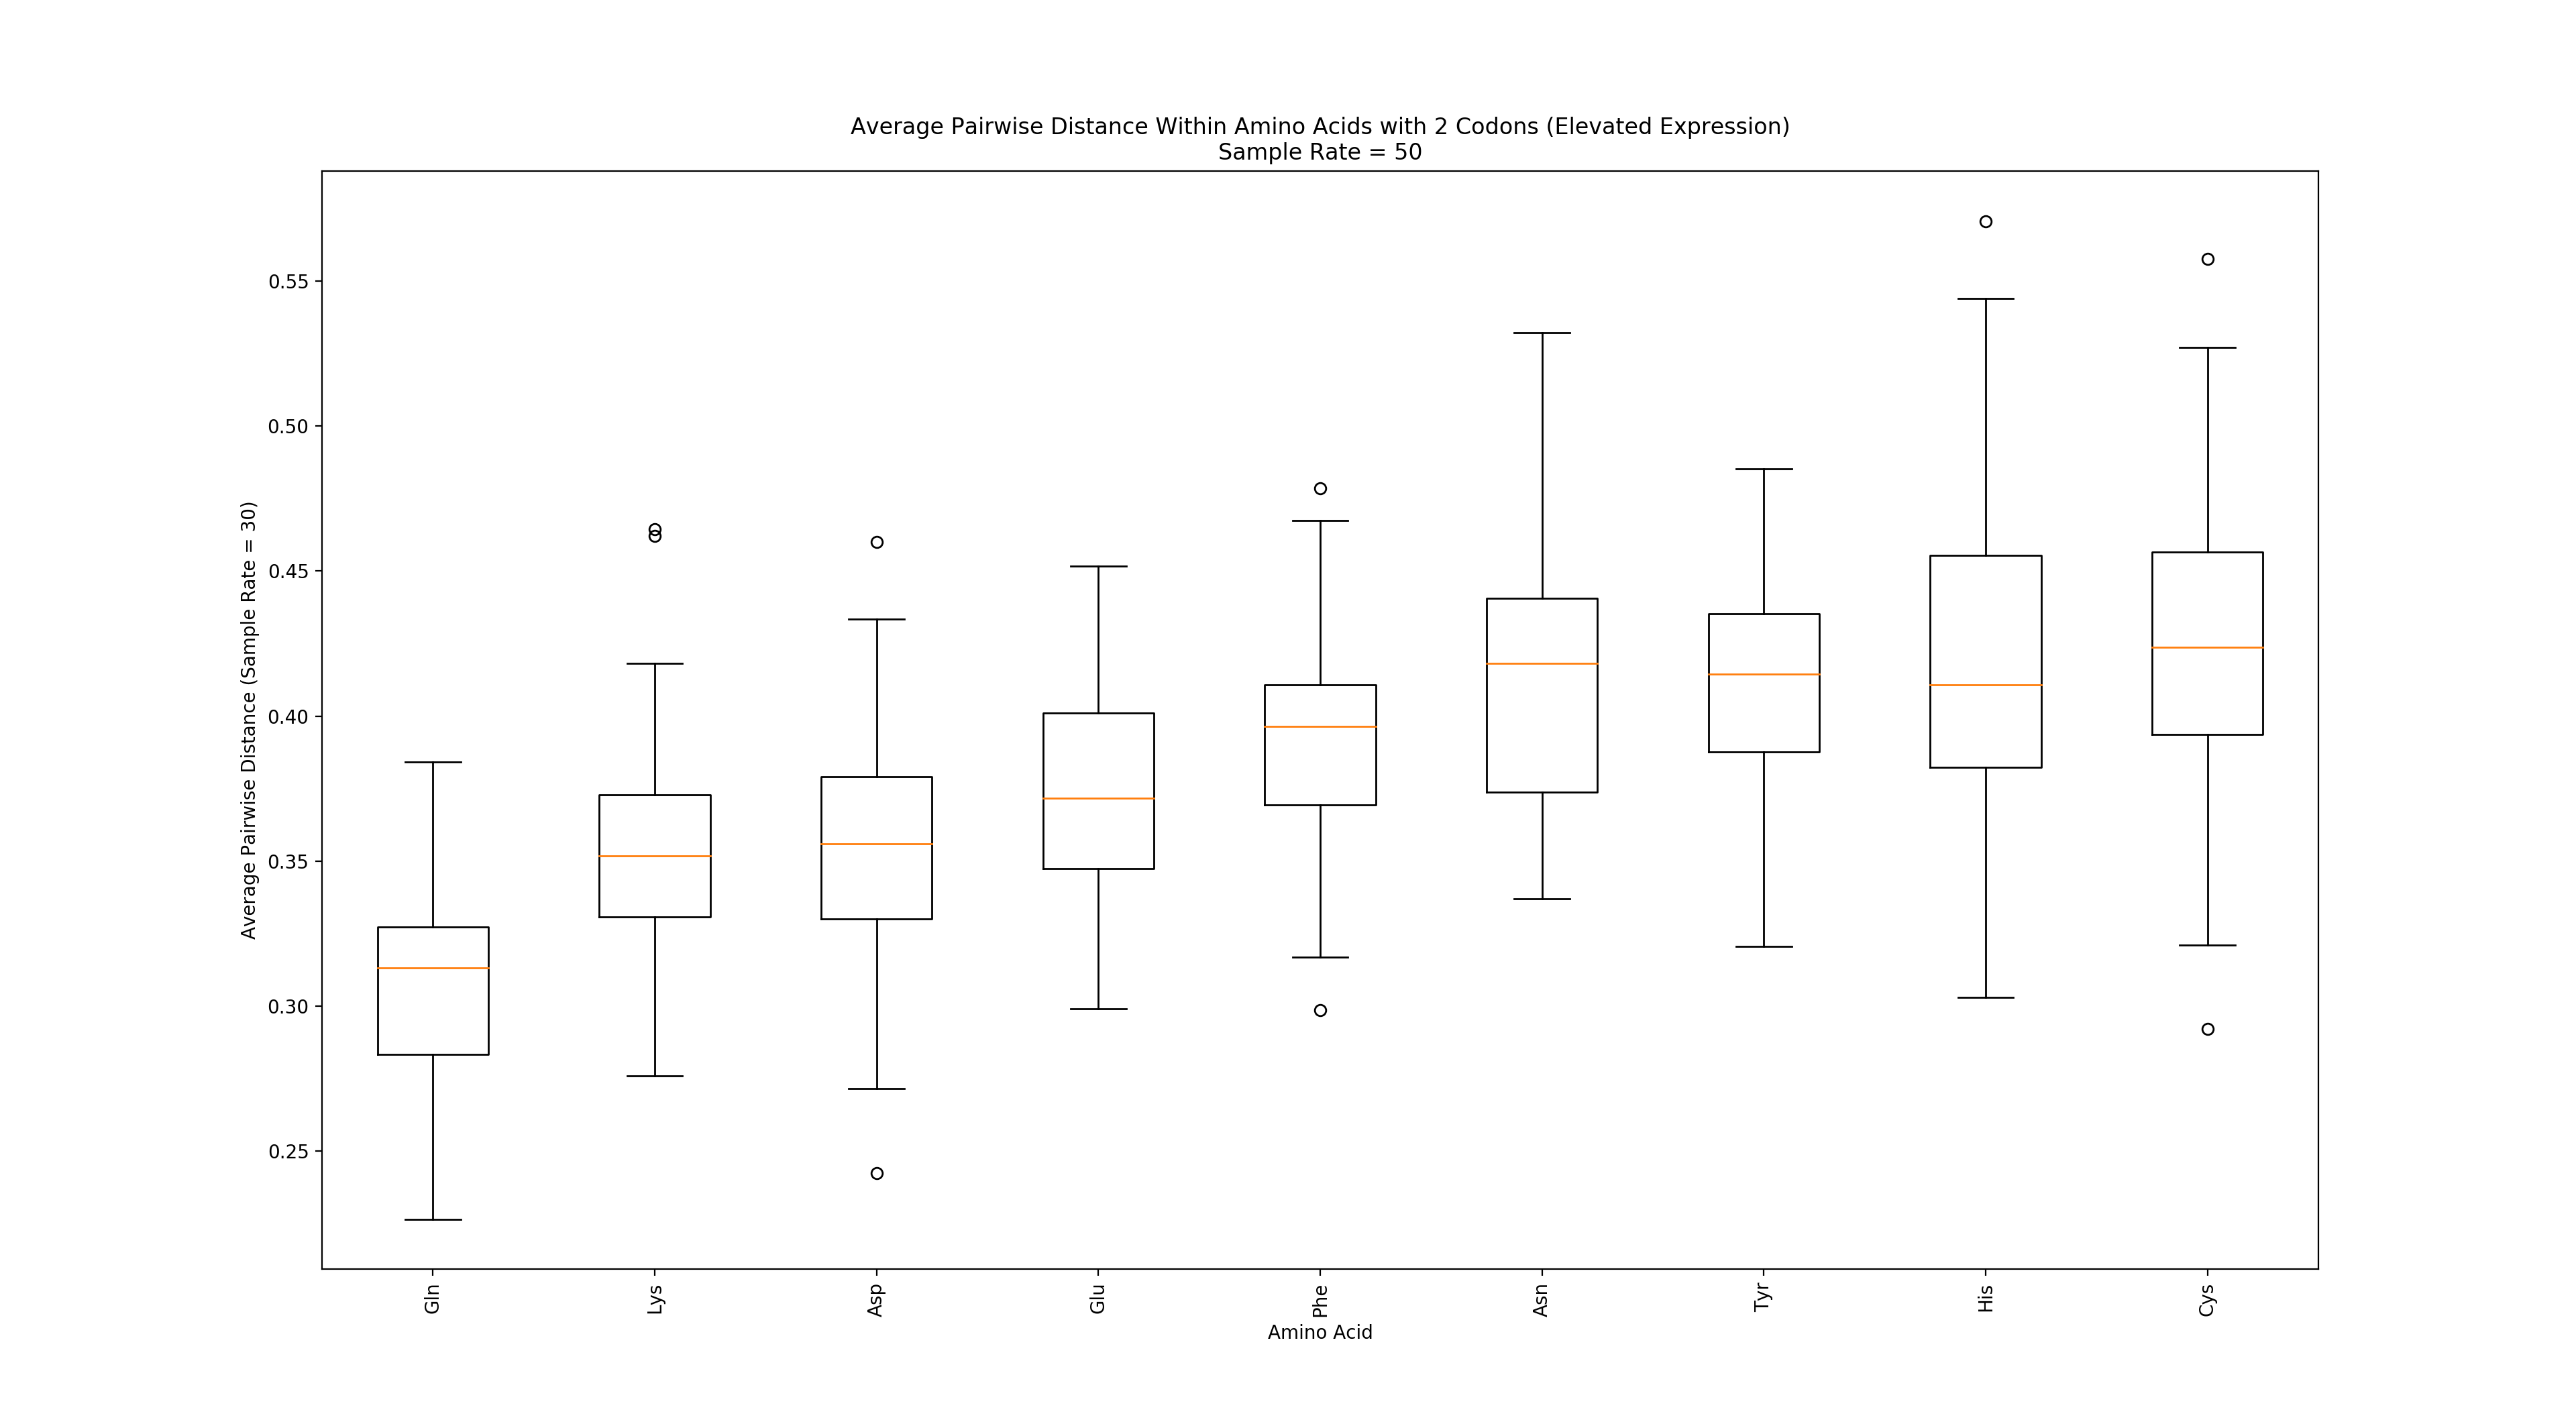 Average Pairwise Distance Within Amino Acids with 2 Codons (Elevated Expression)
Sample Rate = 50
Average Pairwise Distance (Sample Rate = 30)
0.55
0.50
0.45
0.40
0.35
0.30
0.25
Gln
Lys
Asp
Glu
Phe
Asn
Tyr
His
Cys
Amino Acid